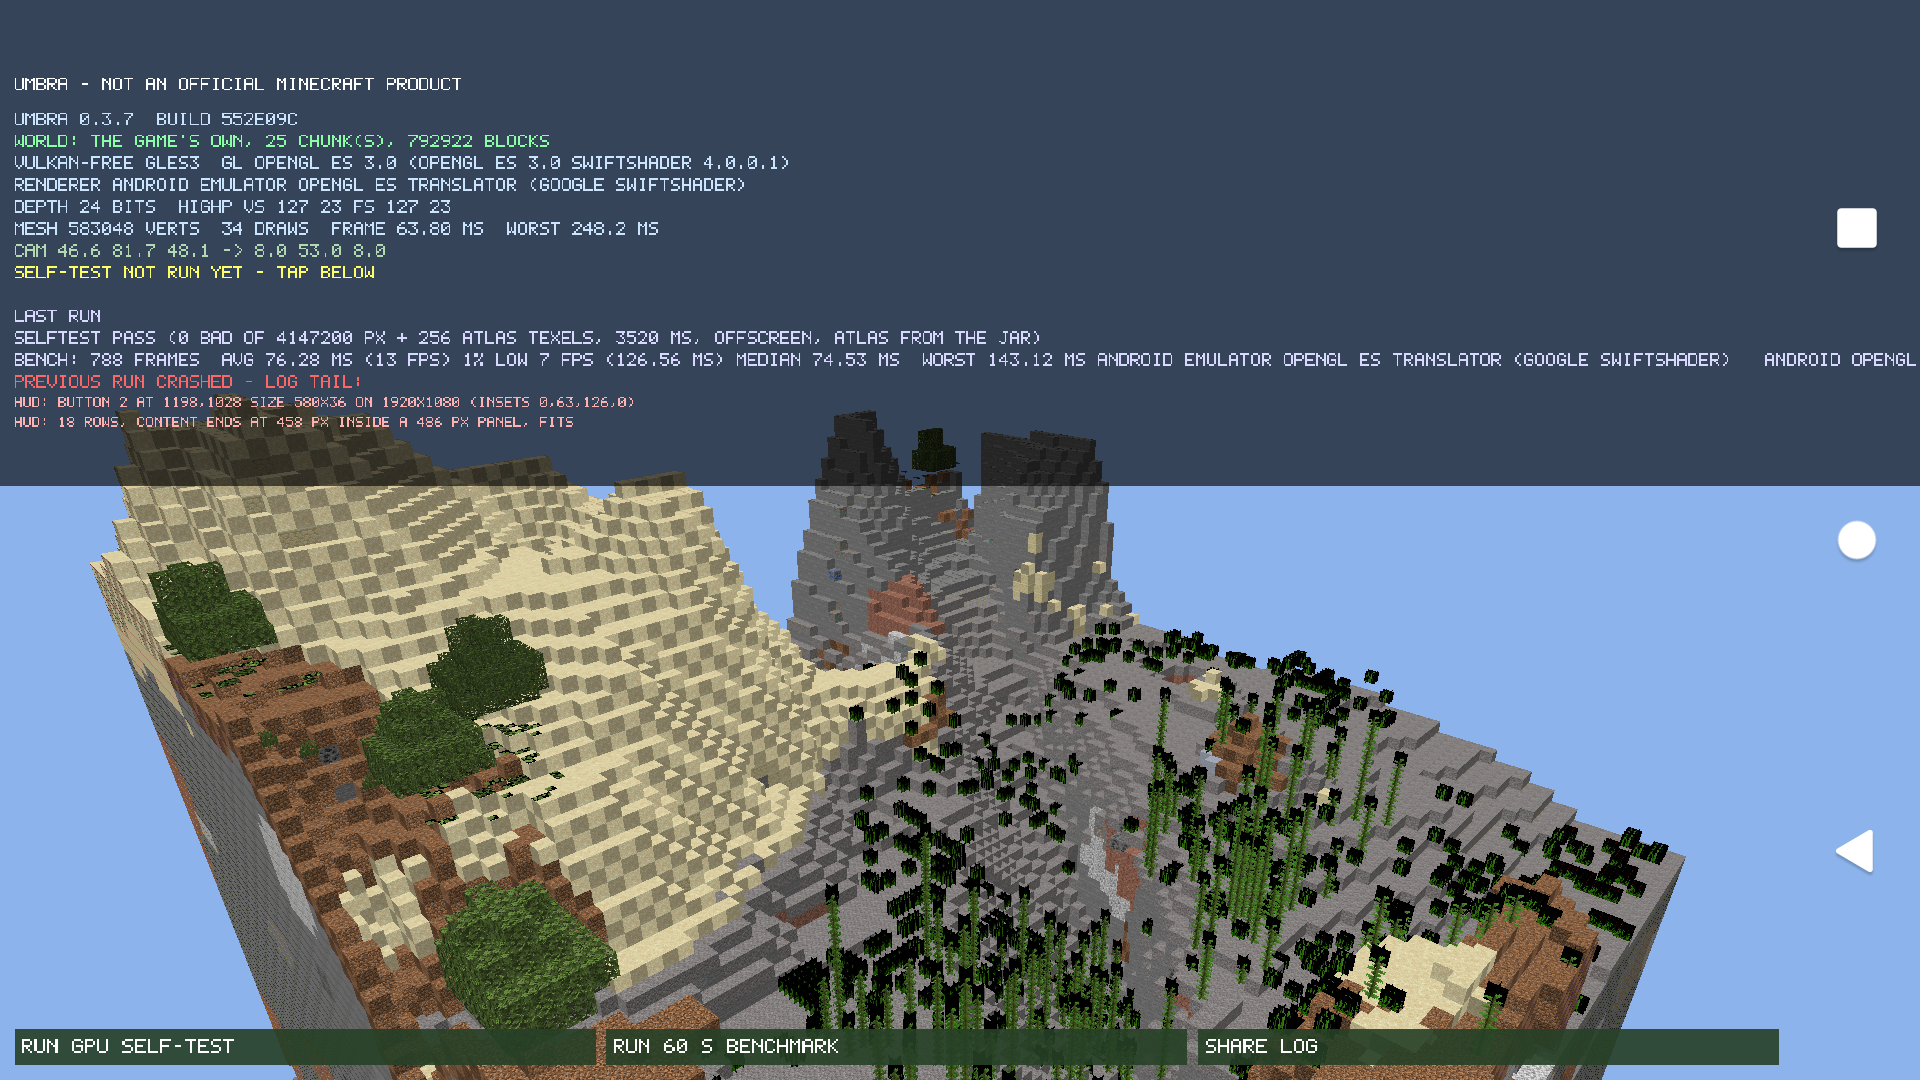 UMBRA - NOT AN OFFICIAL MINECRAFT PRODUCT
UMBRA 0.3.7  BUILD 552E09C
WORLD: THE GAME'S OWN, 25 CHUNK(S), 792922 BLOCKS
VULKAN-FREE GLES3  GL OPENGL ES 3.0 (OPENGL ES 3.0 SWIFTSHADER 4.0.0.1)
RENDERER ANDROID EMULATOR OPENGL ES TRANSLATOR (GOOGLE SWIFTSHADER)
DEPTH 24 BITS  HIGHP VS 127 23 FS 127 23
MESH 583048 VERTS  34 DRAWS  FRAME 63.80 MS  WORST 248.2 MS
CAM 46.6 81.7 48.1 -> 8.0 53.0 8.0
SELF-TEST NOT RUN YET - TAP BELOW
LAST RUN
SELFTEST PASS (0 BAD OF 4147200 PX + 256 ATLAS TEXELS, 3520 MS, OFFSCREEN, ATLAS FROM THE JAR)
BENCH: 788 FRAMES  AVG 76.28 MS (13 FPS) 1% LOW 7 FPS (126.56 MS) MEDIAN 74.53 MS  WORST 143.12 MS ANDROID EMULATOR OPENGL ES TRANSLATOR (GOOGLE SWIFTSHADER)   ANDROID OPENGL
PREVIOUS RUN CRASHED - LOG TAIL:
HUD: BUTTON 2 AT 1198,1028 SIZE 580X36 ON 1920X1080 (INSETS 0,63,126,0)
HUD: 18 ROWS, CONTENT ENDS AT 458 PX INSIDE A 486 PX PANEL, FITS
RUN GPU SELF-TEST
RUN 60 S BENCHMARK
SHARE LOG